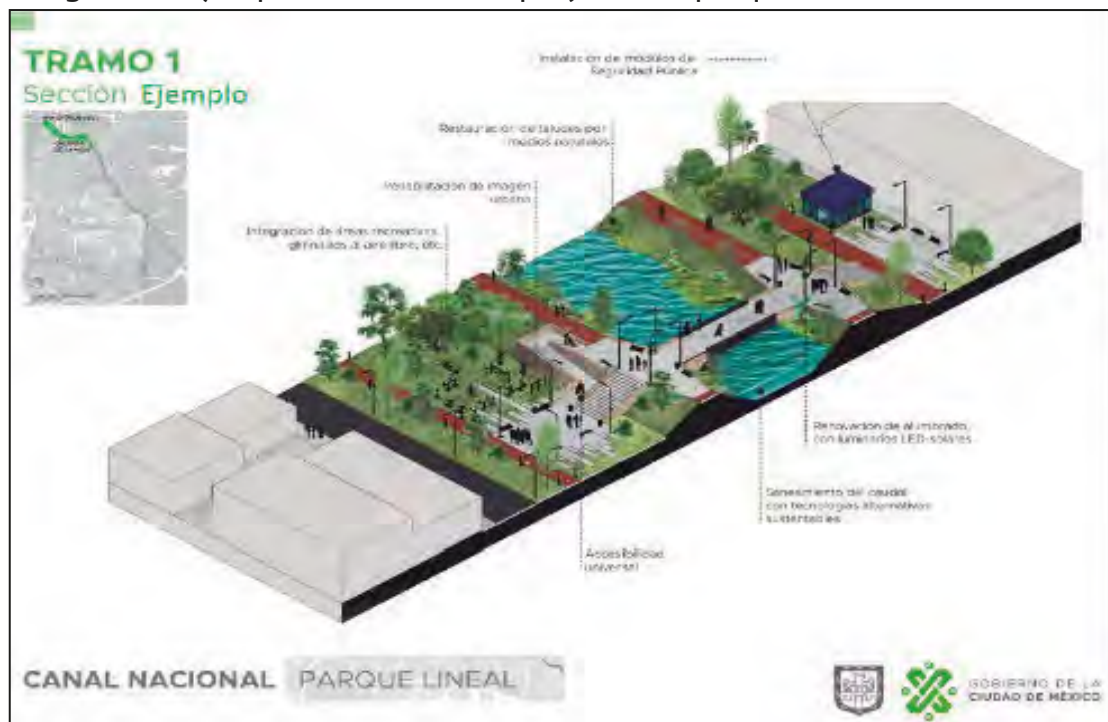 TRAMO 1
Sección Ejemplo
Instalación de módulos de
Seguridad Pública
Restauración de taludes por
medios
Rehabilitación de imagen
urbana
Integración de áreas recreativas,
gimnasios al aire libre, etc.
Renovación de alumbrado,
con luminarios LED-solares
Saneamiento del caudal
con tecnologías alternativas
sustentables
Accesibilidad
universal
CANAL NACIONAL PARQUE LINEAL
GOBIERNO DE LA
CIUDAD DE MÉXICO